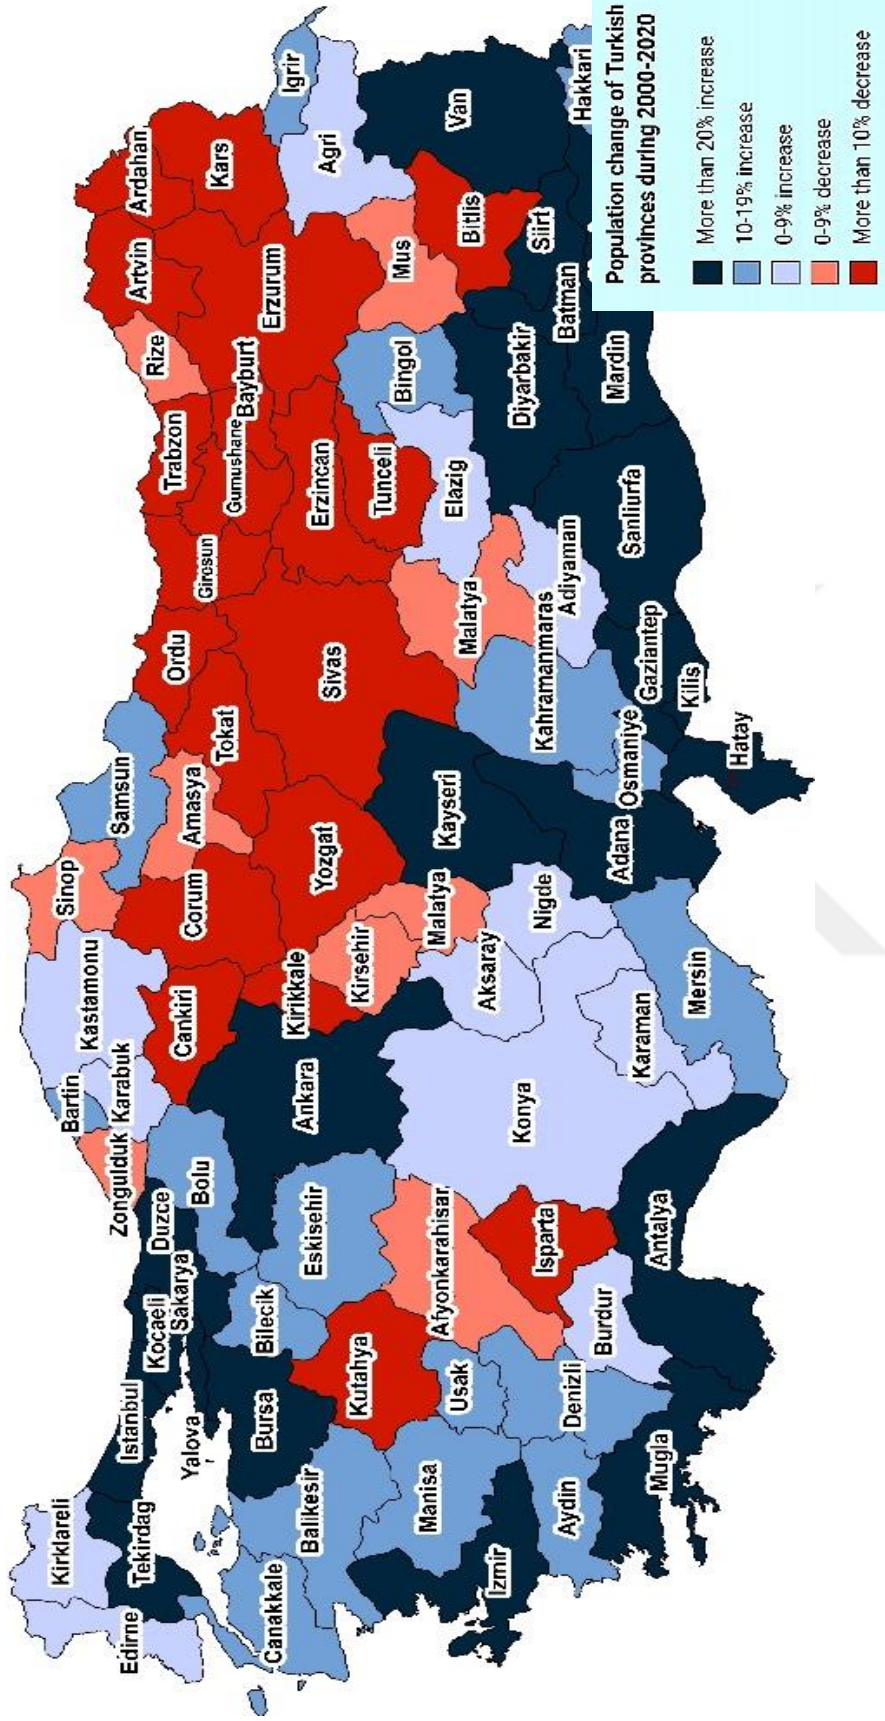 Edirne
Kirklareli
Tekirdag
Istanbul
Canakkale
Balikesir
Yalova
Bursa
Kocaeli
Sakarya
Duzce
Bilecik
Bolu
Zongulduk
Bartin
Karabuk
Kastamonu
Sinop
Samsun
Cankiri
Corum
Amasya
Ordu
Tokat
Girosun
Trabzon
Gumushane
Bayburt
Rize
Artvin
Ardahan
Kars
Igrir
Agri
Erzurum
Erzincan
Tunceli
Sivas
Yozgat
Kirikkale
Kirsehir
Ankara
Eskisehir
Kutahya
Usak
Manisa
Izmir
Aydin
Denizli
Mugla
Burdur
Isparta
Afyonkarahisar
Antalya
Konya
Karaman
Aksaray
Malatya
Nigde
Mersin
Kayseri
Adana
Osmaniye
Hatay
Kahramanmaras
Kilis
Gaziantep
Malatya
Adiyaman
Elazig
Bingol
Mus
Bitlis
Van
Sanliurfa
Diyarbakir
Mardin
Batman
Siirt
Hakkari
Population change of Turkish
provinces during 2000-2020
More than 20% increase
10-19% increase
0-9% increase
0-9% decrease
More than 10% decrease